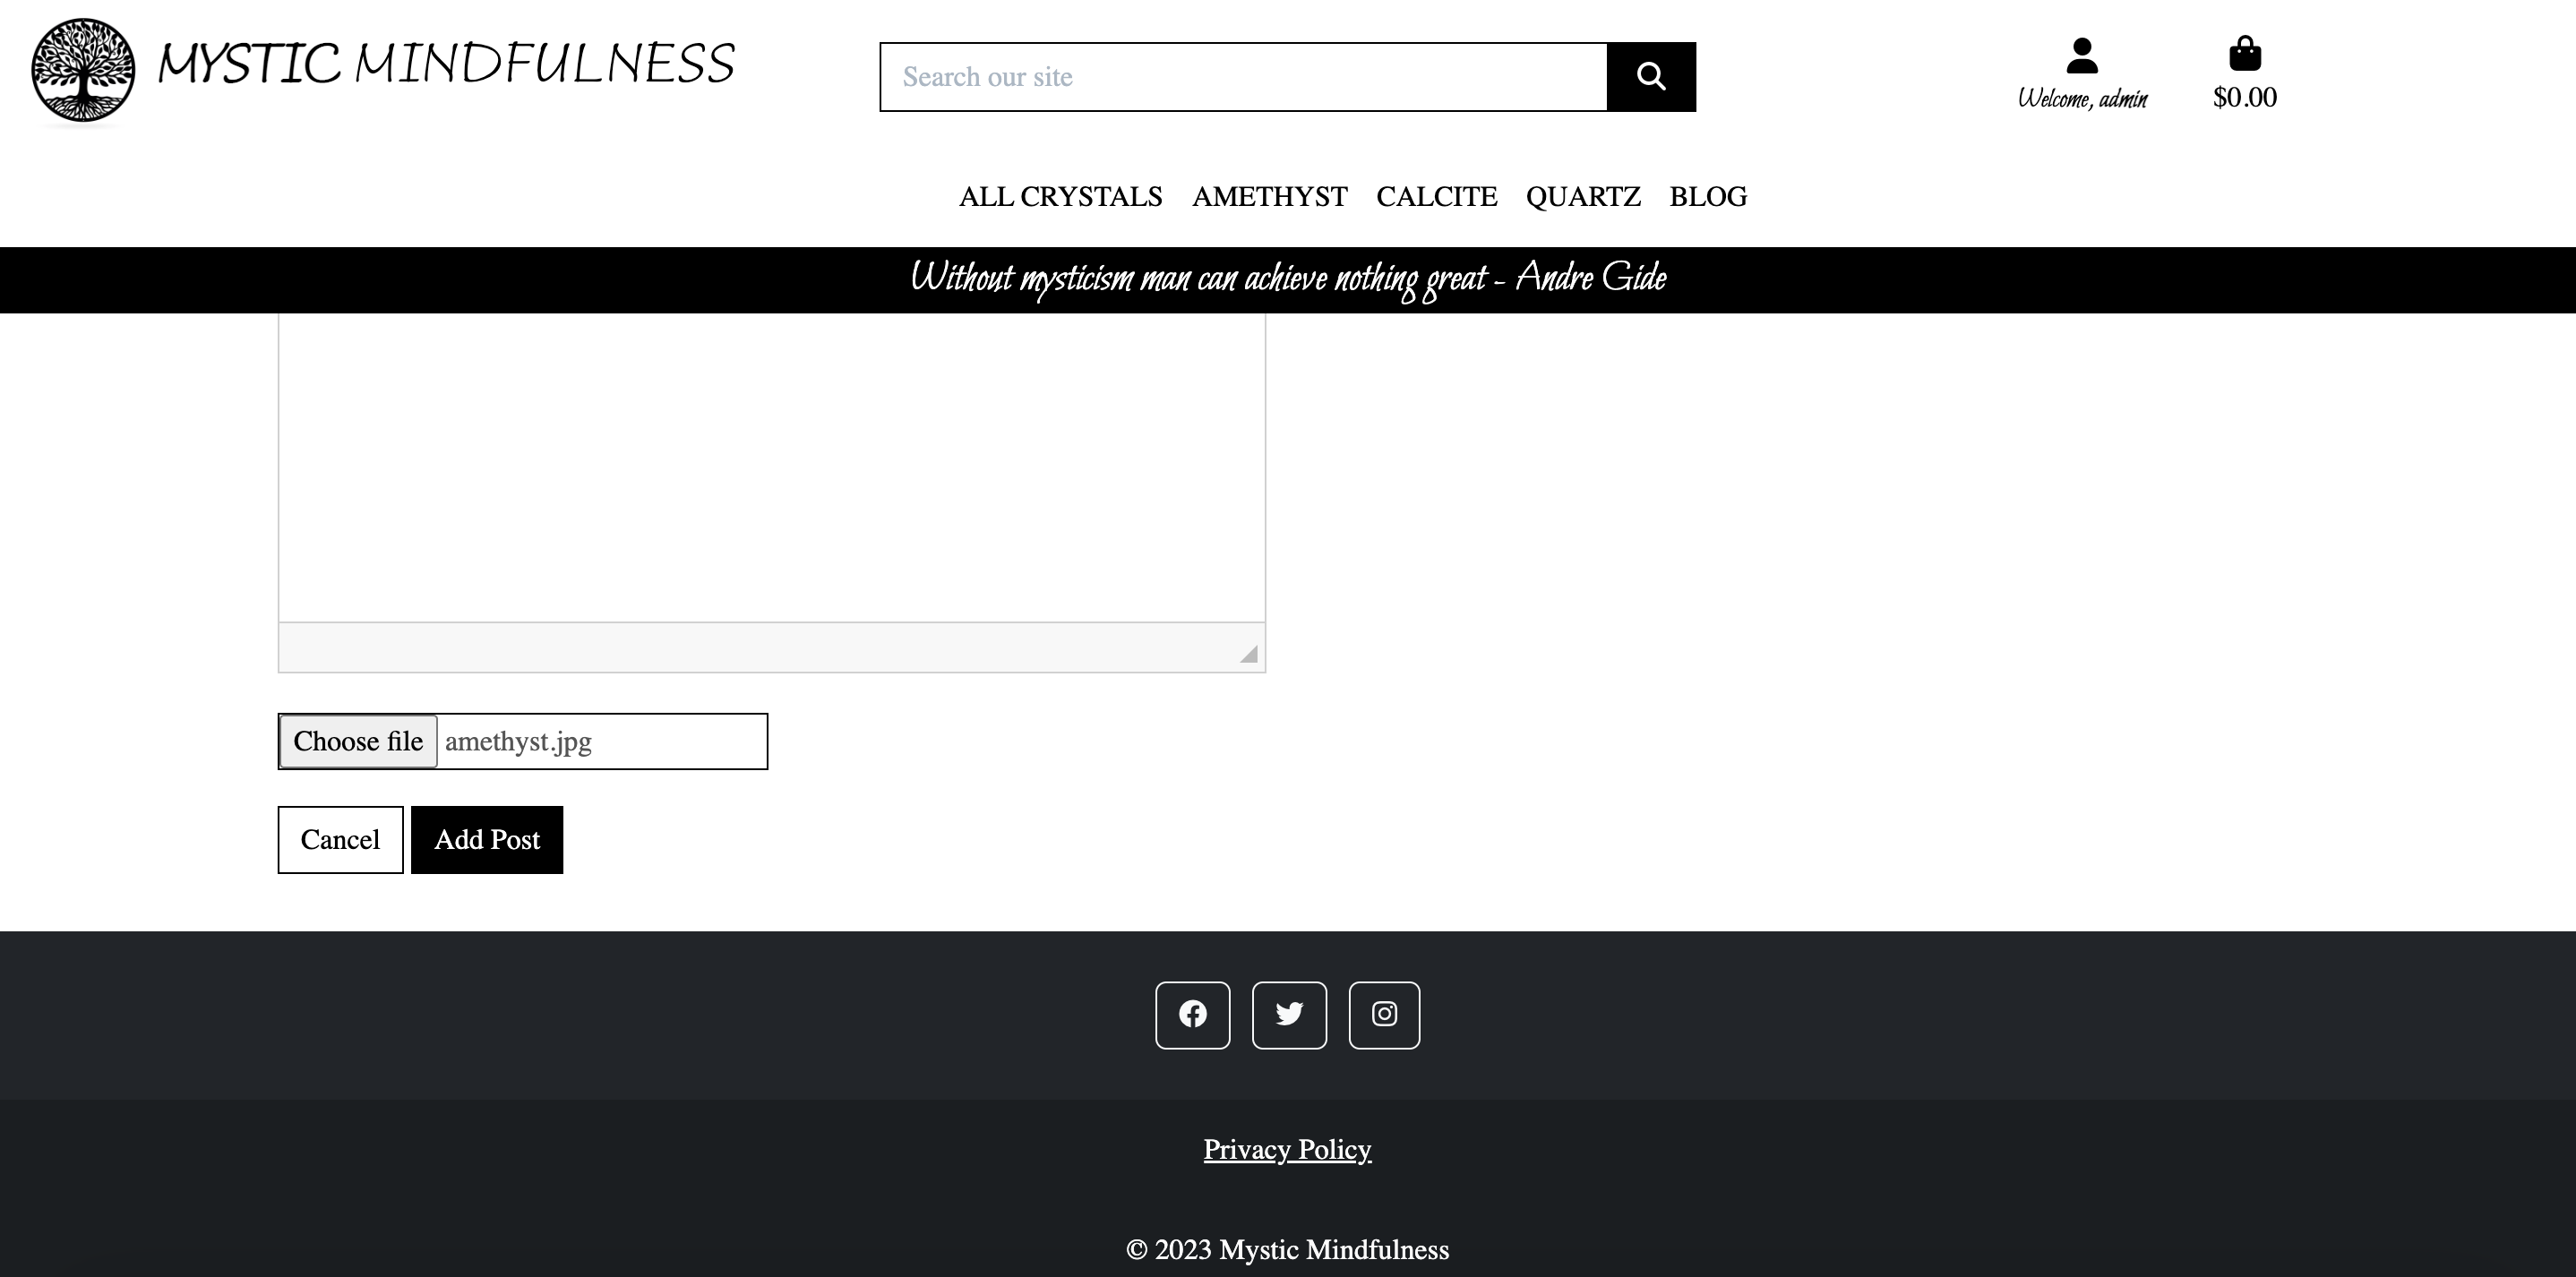 MYSTIC MINDFULNESS
Search our site
Welcome, admin
$0.00
ALL CRYSTALS AMETHYST CALCITE QUARTZ BLOG
Without mysticism man can achieve nothing great - Andre Gide
Choose file amethyst.jpg
Cancel Add Post
Privacy Policy
© 2023 Mystic Mindfulness